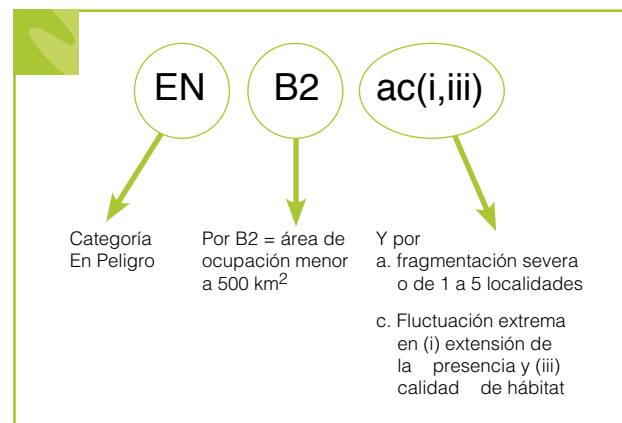 EN
B2
ac(i,iii)
Categoría
En Peligro
Por B2 = área de
ocupación menor
a 500 km²
Y por
a. fragmentación severa
o de 1 a 5 localidades
c. Fluctuación extrema
en (i) extensión de
la presencia y (iii)
calidad de hábitat